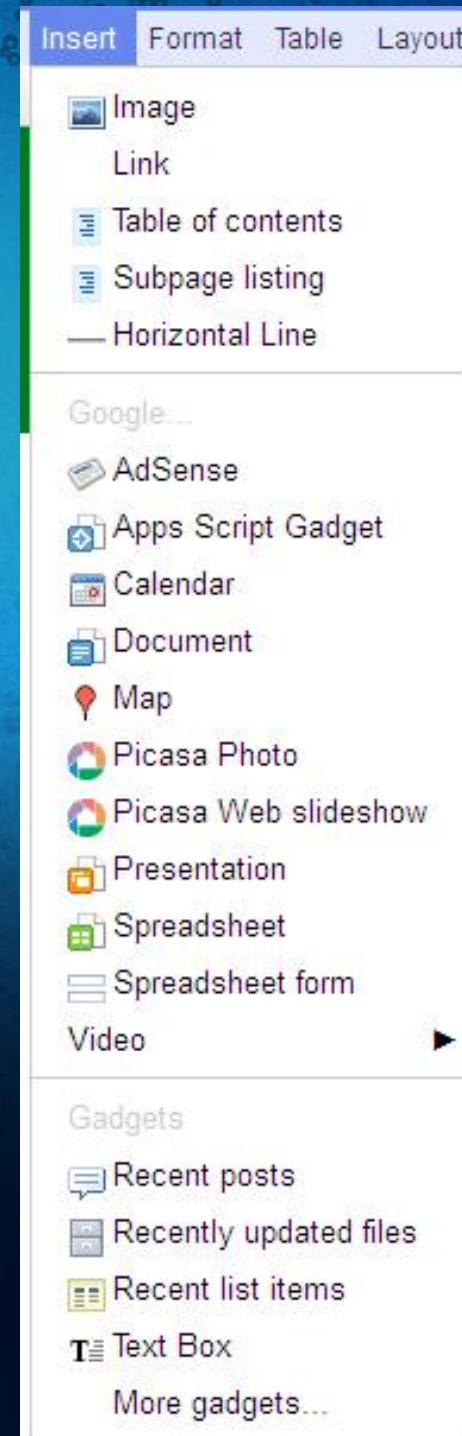 Insert Format Table Layout
Image
Link
Table of contents
Subpage listing
Horizontal Line
Google...
AdSense
Apps Script Gadget
Calendar
Document
Map
Picasa Photo
Picasa Web slideshow
Presentation
Spreadsheet
Spreadsheet form
Video
Gadgets
Recent posts
Recently updated files
Recent list items
Text Box
More gadgets...